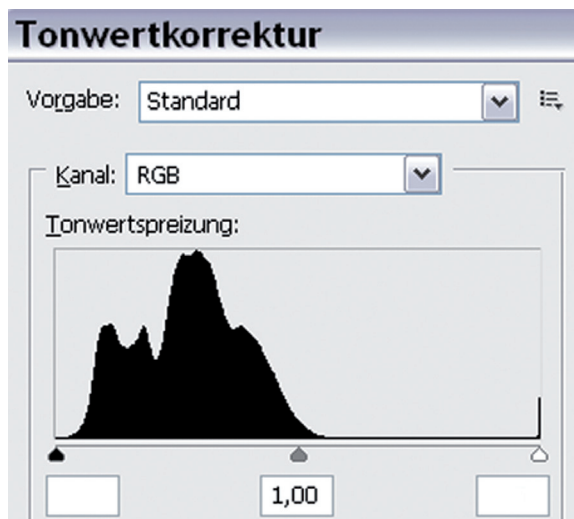 Tonwertkorrektur
Vorgabe: Standard
Kanal: RGB
Tonwertspreizung:
1,00